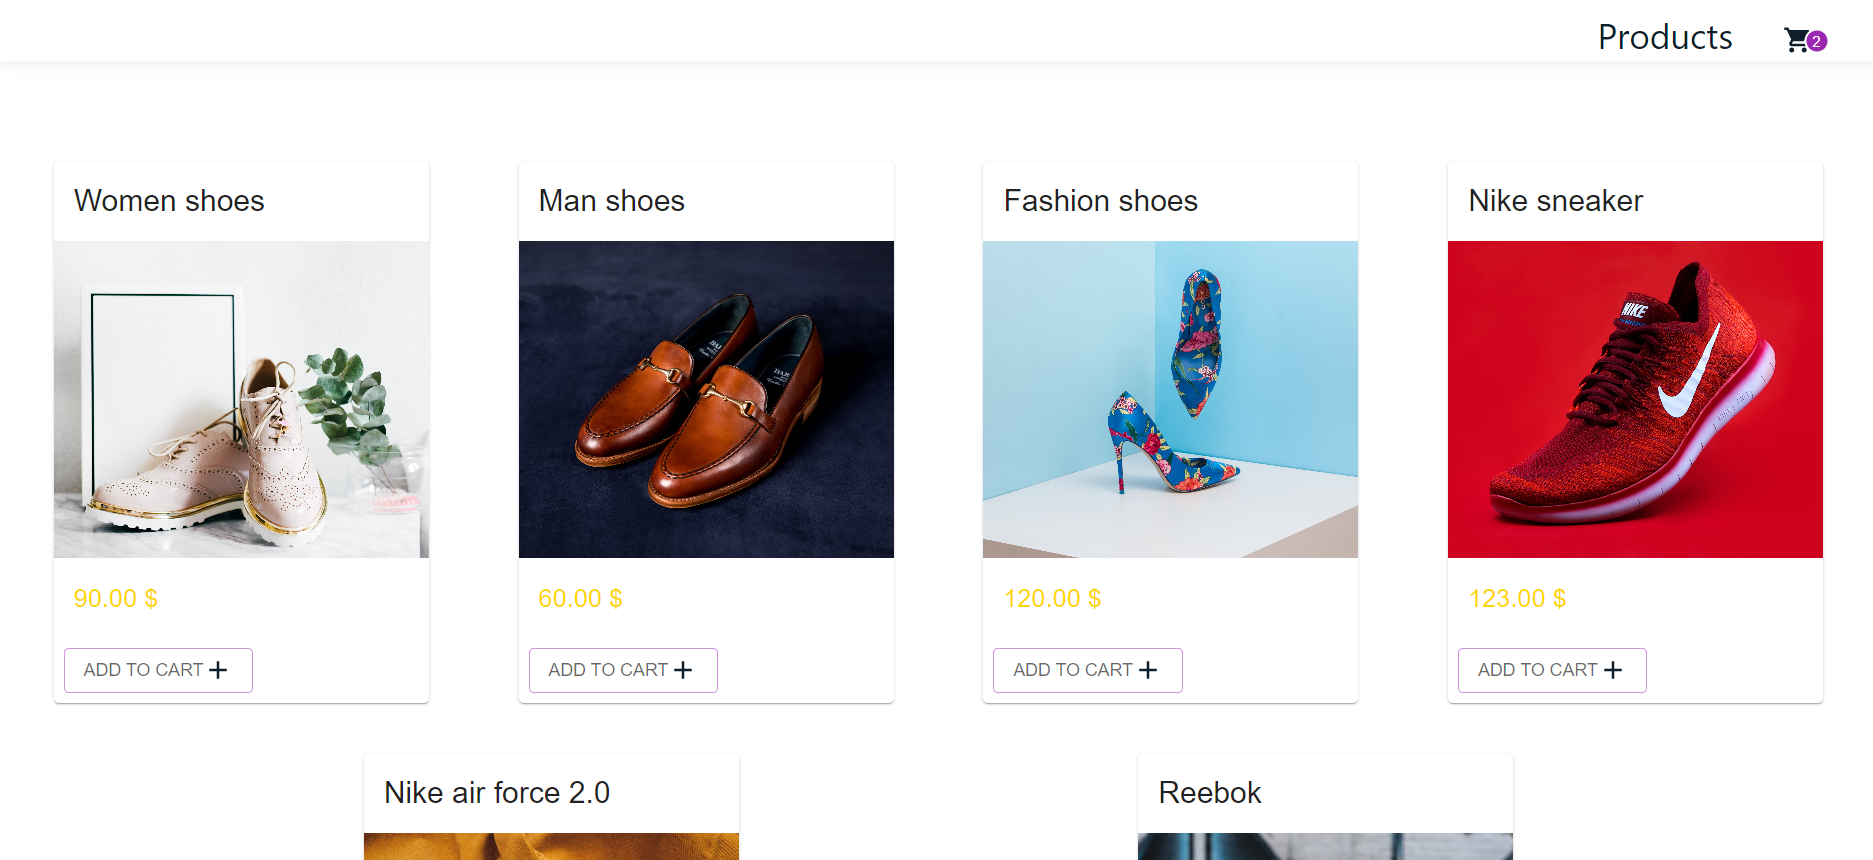 Products
2
Women shoes
Man shoes
Fashion shoes
Nike sneaker
NIKE
90.00 $
60.00 $
120.00 $
123.00 $
ADD TO CART
ADD TO CART
ADD TO CART
ADD TO CART
Nike air force 2.0
Reebok